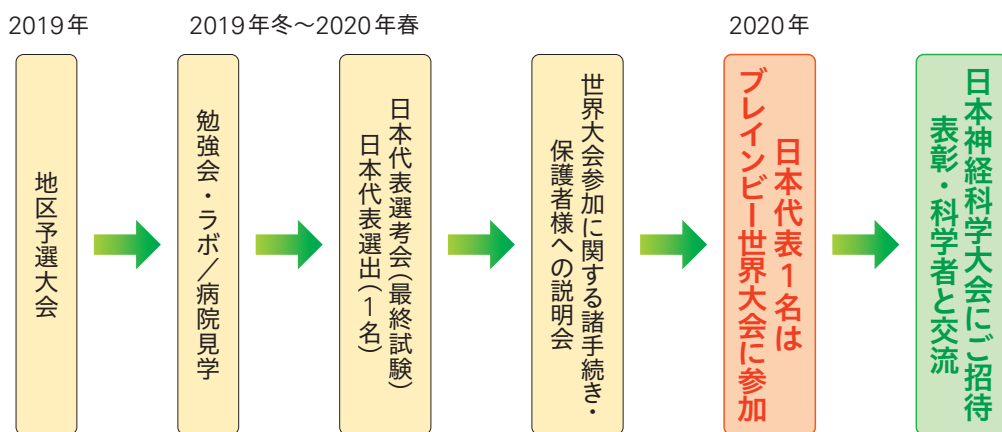 2019年
2019年冬～2020年春
2020年
地区予選大会
勉強会・ラボ／病院見学
日本代表選考会(最終試験)
日本代表選出(1名)
世界大会参加に関する諸手続き・
保護者様への説明会
日本代表1名は
ブレインビー世界大会に参加
日本神経科学大会にご招待
表彰・科学者と交流